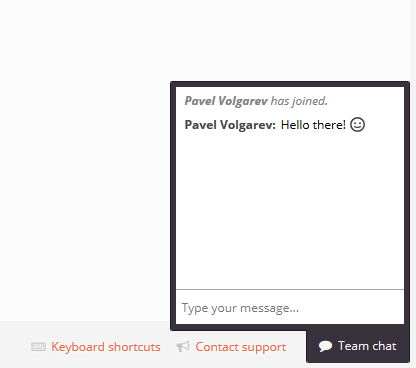 Pavel Volgarev has joined.
Pavel Volgarev: Hello there!
Type your message...
Keyboard shortcuts
Contact support
Team chat